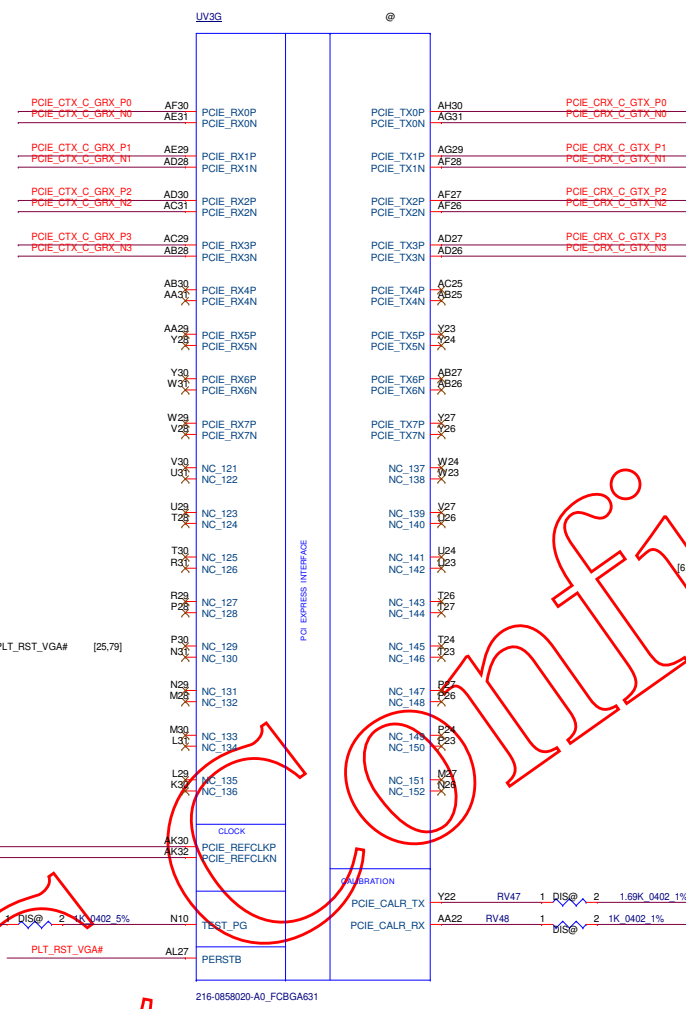 UV3G @
PCIE_CTX_C_GRX_P0 AF30 PCIE_RX0P PCIE_TX0P AH30 PCIE_CRX_C_GTX_P0
PCIE_CTX_C_GRX_N0 AE31 PCIE_RX0N PCIE_TX0N AG31 PCIE_CRX_C_GTX_N0
PCIE_CTX_C_GRX_P1 AE29 PCIE_RX1P PCIE_TX1P AG29 PCIE_CRX_C_GTX_P1
PCIE_CTX_C_GRX_N1 AD28 PCIE_RX1N PCIE_TX1N AF28 PCIE_CRX_C_GTX_N1
PCIE_CTX_C_GRX_P2 AD30 PCIE_RX2P PCIE_TX2P AF27 PCIE_CRX_C_GTX_P2
PCIE_CTX_C_GRX_N2 AC31 PCIE_RX2N PCIE_TX2N AF26 PCIE_CRX_C_GTX_N2
PCIE_CTX_C_GRX_P3 AC29 PCIE_RX3P PCIE_TX3P AD27 PCIE_CRX_C_GTX_P3
PCIE_CTX_C_GRX_N3 AB28 PCIE_RX3N PCIE_TX3N AD26 PCIE_CRX_C_GTX_N3
AB30 PCIE_RX4P PCIE_TX4P AC25
AA31 PCIE_RX4N PCIE_TX4N AB25
AA29 PCIE_RX5P PCIE_TX5P Y23
Y28 PCIE_RX5N PCIE_TX5N Y24
Y30 PCIE_RX6P PCIE_TX6P AB27
W31 PCIE_RX6N PCIE_TX6N AB26
W29 PCIE_RX7P PCIE_TX7P Y27
V28 PCIE_RX7N PCIE_TX7N Y26
V30 NC_121 NC_137 W24
U31 NC_122 NC_138 W23
U29 NC_123 NC_139 V27
T28 NC_124 NC_140 U26
T30 NC_125 NC_141 U24
R31 NC_126 NC_142 U23
R29 NC_127 NC_143 T26
P28 NC_128 NC_144 T27
PLT_RST_VGA# [25,79] P30 NC_129 NC_145 T24
N31 NC_130 NC_146 T23
N29 NC_131 NC_147 P27
M28 NC_132 NC_148 P26
M30 NC_133 NC_149 P24
L31 NC_134 NC_150 P23
L29 NC_135 NC_151 M27
K30 NC_136 NC_152 N26
PCI EXPRESS INTERFACE
[6
CLOCK
AK30 PCIE_REFCLKP
AK32 PCIE_REFCLKN
CALIBRATION
PCIE_CALR_TX Y22 RV47 1 DIS@ 2 1.69K_0402_1%
1 DIS@ 2 1K_0402_5% N10 TEST_PG PCIE_CALR_RX AA22 RV48 1 DIS@ 2 1K_0402_1%
PLT_RST_VGA# AL27 PERSTB
216-0858020-A0_FCBGA631
Confi